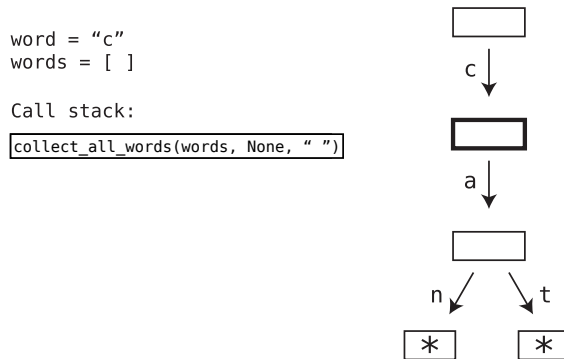 word = “c”
words = [ ]
Call stack:
collect_all_words(words, None, “ ”)
c
a
n t
* *